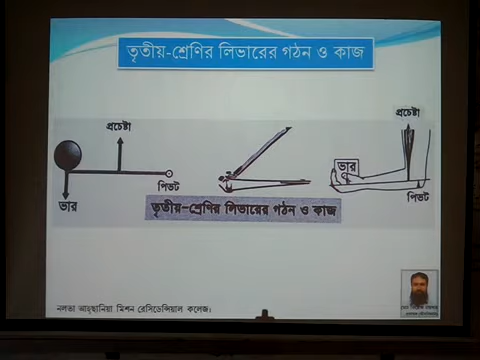 তৃতীয়-শ্রেণির লিভারের গঠন ও কাজ
প্রচেষ্টা
পিভট
ভার
প্রচেষ্টা
ভার
পিভট
তৃতীয়-শ্রেণির লিভারের গঠন ও কাজ
নলতা আহ্ছানিয়া মিশন রেসিডেন্সিয়াল কলেজ।